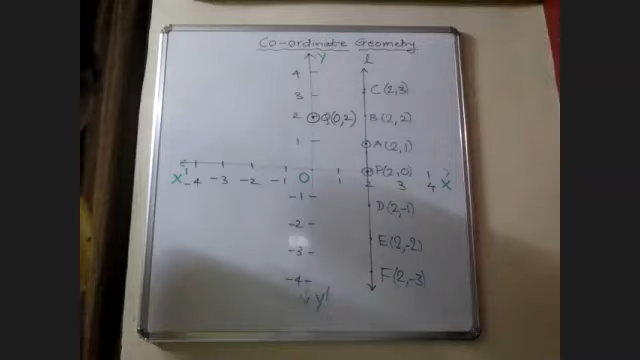 Co-ordinate Geometry
Y l
4
3 C(2,3)
2 Q(0,2) B(2,2)
1 A(2,1)
P(2,0)
X' -4 -3 -2 -1 O 1 2 3 4 X
-1 D(2,-1)
-2 E(2,-2)
-3 F(2,-3)
-4
Y'